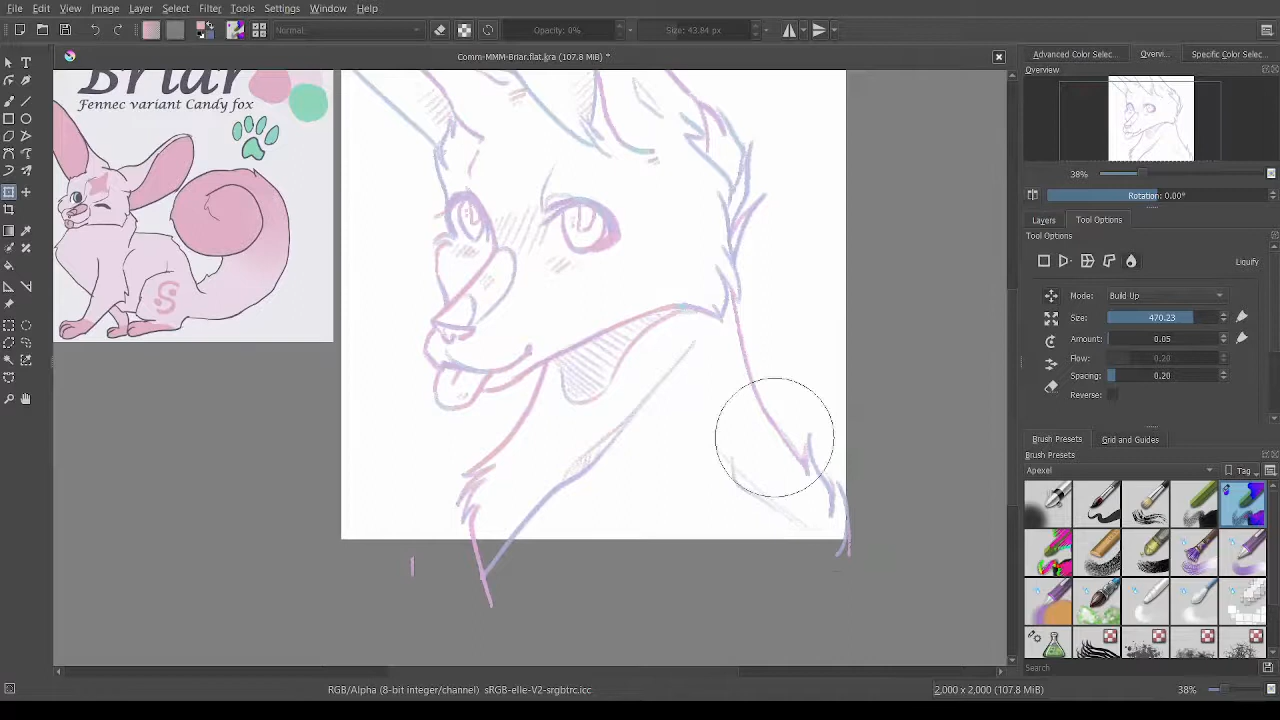 File Edit View Image Layer Select Filter Tools Settings Window Help
Normal
Opacity: 0%
Size: 43.84 px
Comm-MMM-Briar.flat.kra (107.8 MiB) *
Advanced Color Selec...
Overvi...
Specific Color Selec...
Overview
Briar
Fennec variant Candy fox
38%
Rotation: 0.00°
Layers
Tool Options
Tool Options
Liquify
Mode: Build Up
Size: 470.23
Amount: 0.05
Flow: 0.20
Spacing: 0.20
Reverse:
Brush Presets
Grid and Guides
Brush Presets
Apexel
Tag
Search
RGB/Alpha (8-bit integer/channel) sRGB-elle-V2-srgbtrc.icc
2,000 x 2,000 (107.8 MiB)
38%